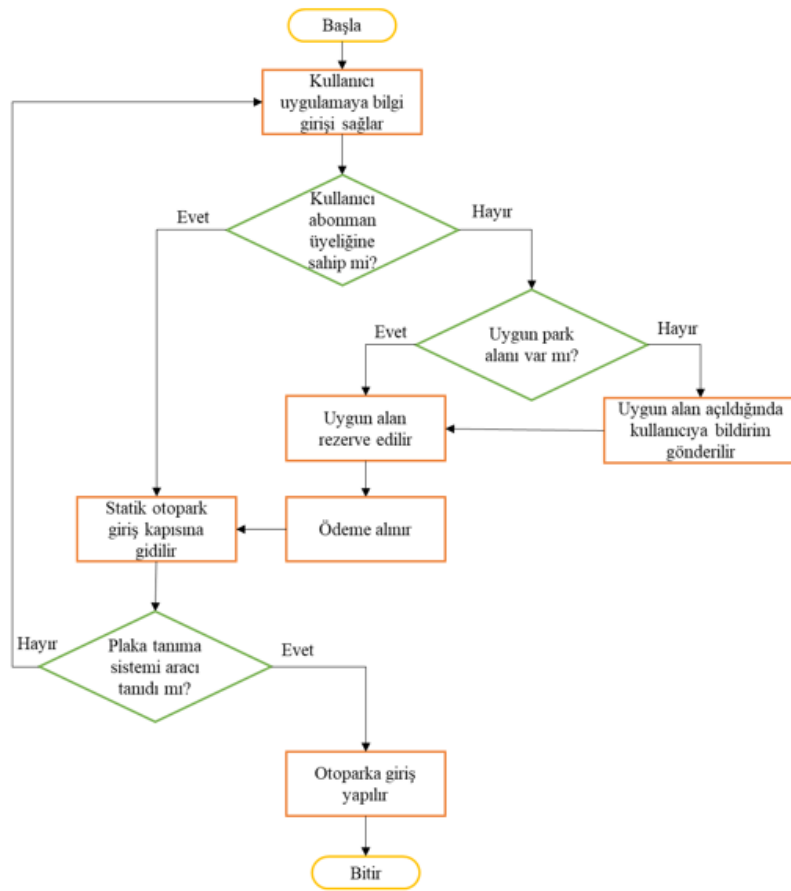 Başla
Kullanıcı
uygulamaya bilgi
girişi sağlar
Kullanıcı
abonman
üyeliğine
sahip mi?
Evet
Hayır
Uygun park
alanı var mı?
Evet
Hayır
Uygun alan
rezerve edilir
Uygun alan açıldığında
kullanıcıya bildirim
gönderilir
Statik otopark
giriş kapısına
gidilir
Ödeme alınır
Plaka tanıma
sistemi aracı
tanıdı mı?
Hayır
Evet
Otoparka giriş
yapılır
Bitir